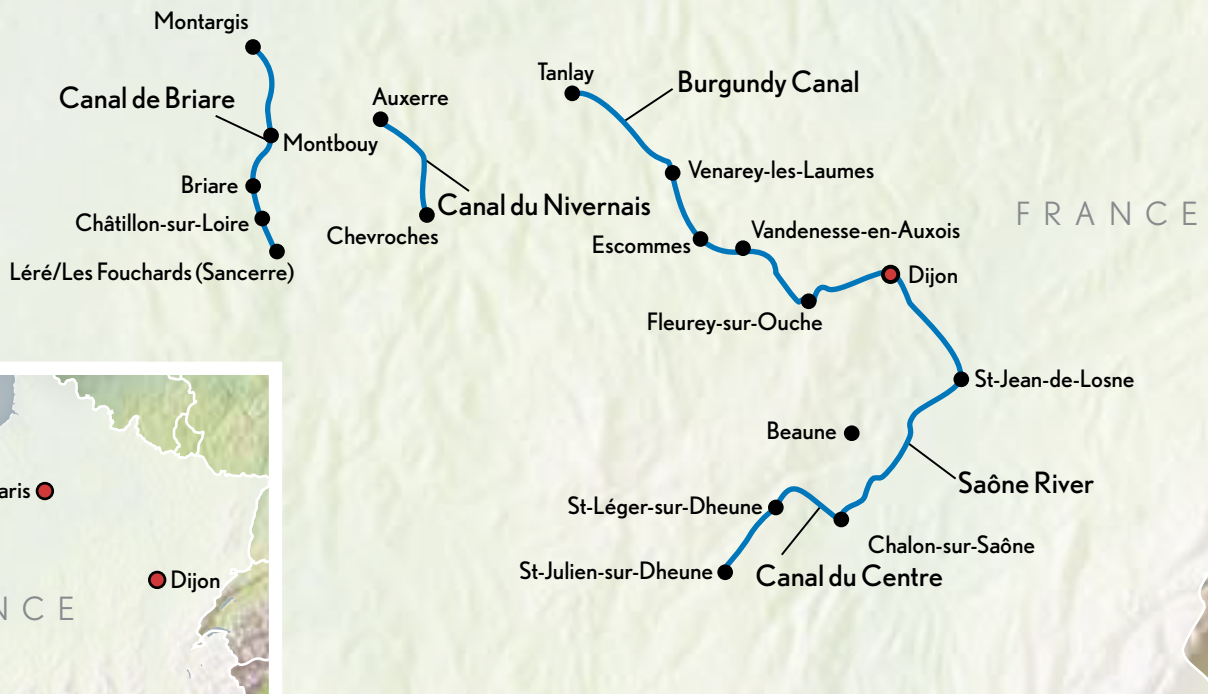 Montargis
Canal de Briare
Montbouy
Briare
Châtillon-sur-Loire
Léré/Les Fouchards (Sancerre)
Auxerre
Canal du Nivernais
Chevroches
Tanlay
Burgundy Canal
Venarey-les-Laumes
FRANCE
Vandenesse-en-Auxois
Escommes
Dijon
Fleurey-sur-Ouche
St-Jean-de-Losne
Beaune
Saône River
St-Léger-sur-Dheune
Chalon-sur-Saône
St-Julien-sur-Dheune
Canal du Centre
aris
Dijon
NCE